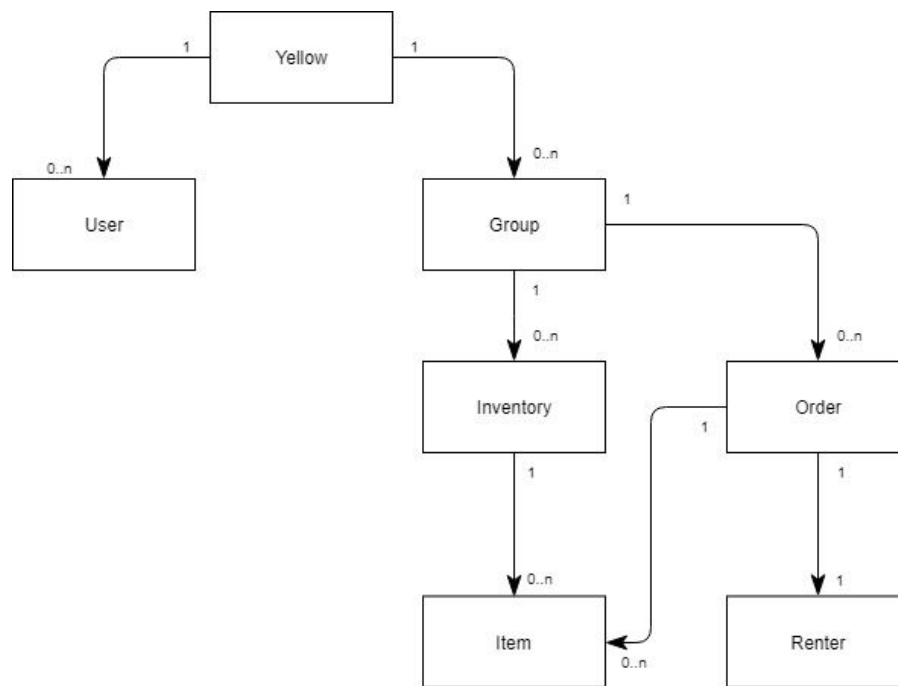 Yellow
1
1
0..n
0..n
User
Group
1
1
0..n
0..n
Inventory
Order
1
1
1
0..n
1
Item
Renter
0..n